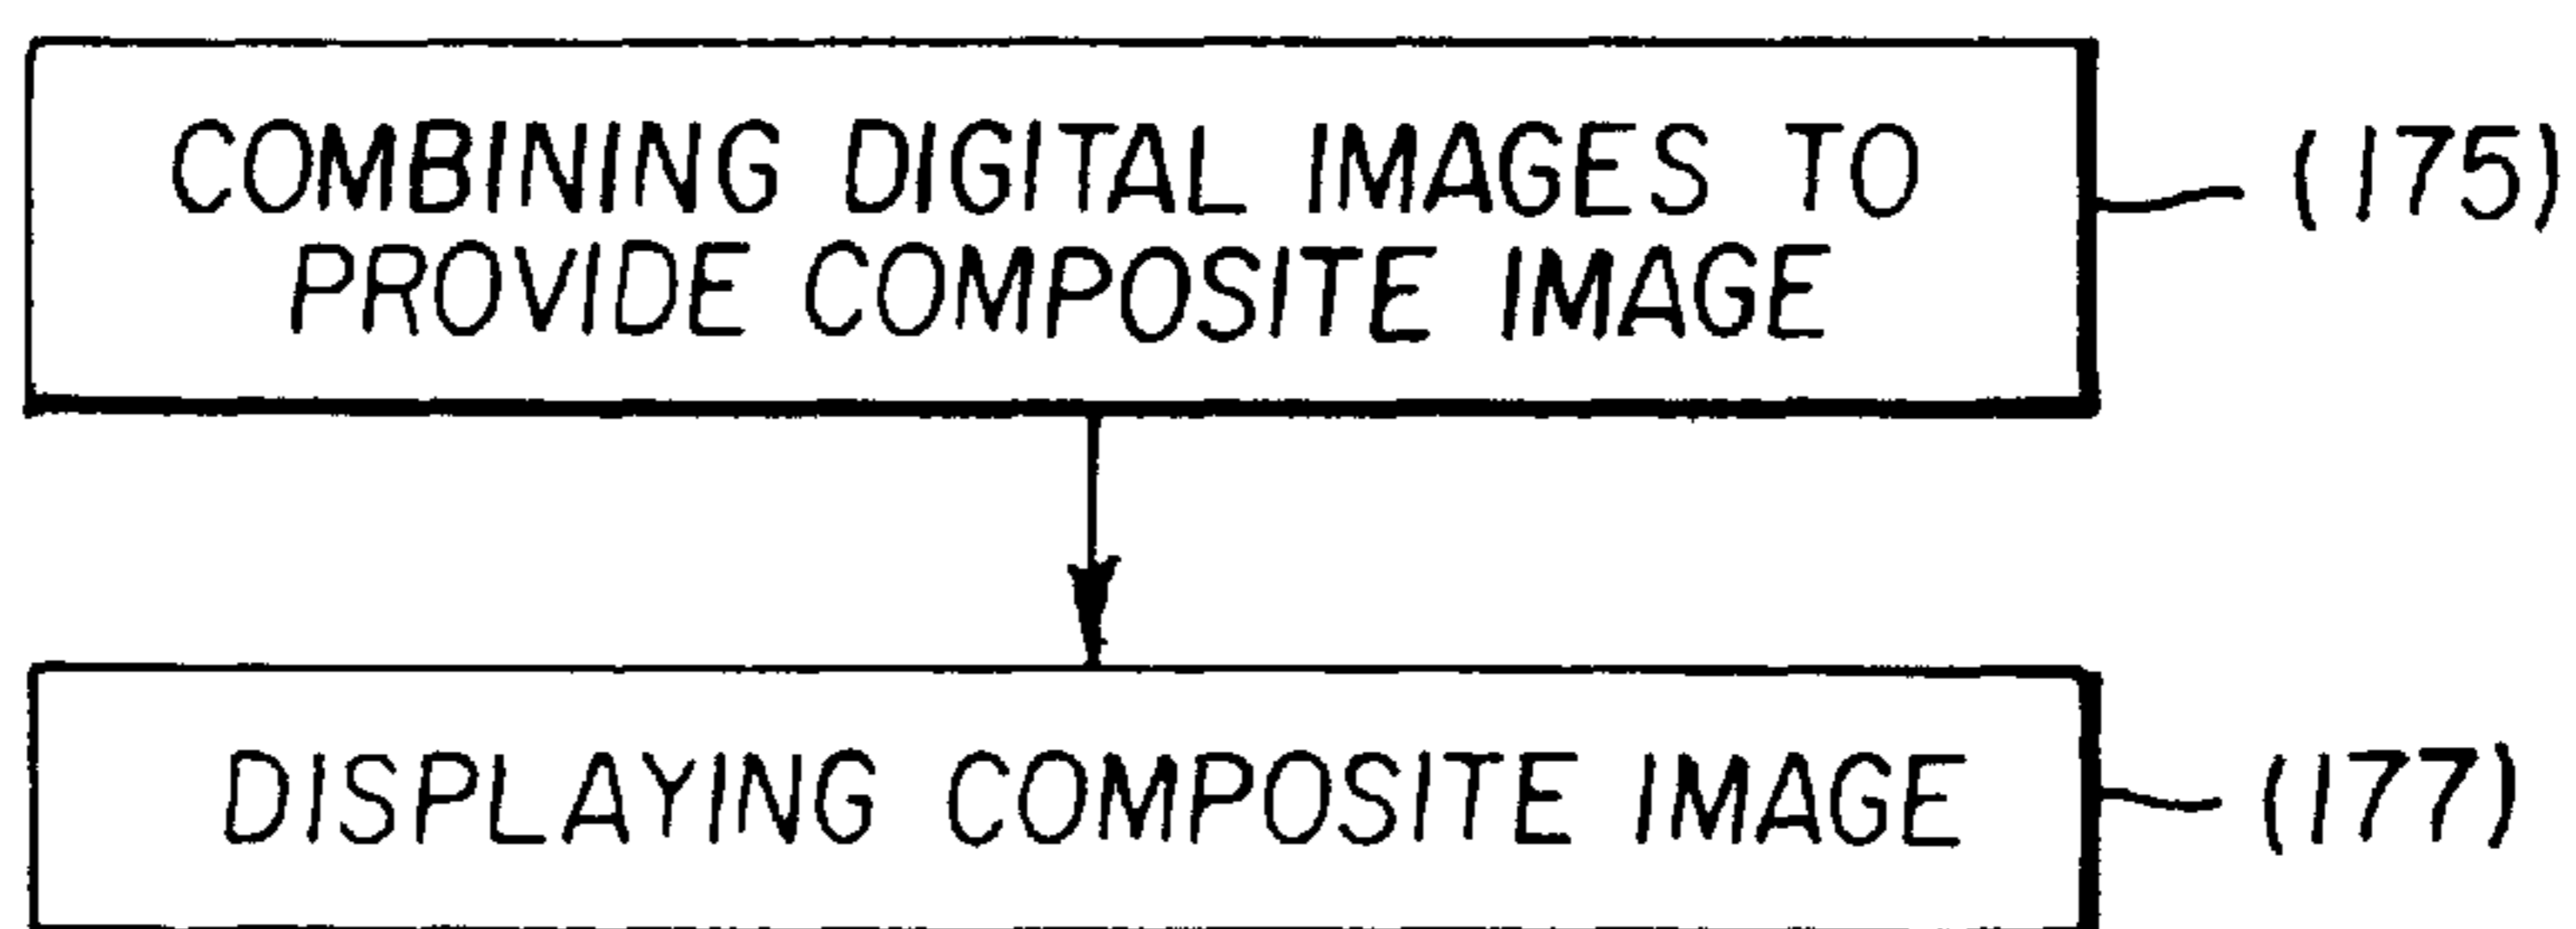 COMBINING DIGITAL IMAGES TO
PROVIDE COMPOSITE IMAGE
(175)
DISPLAYING COMPOSITE IMAGE
(177)